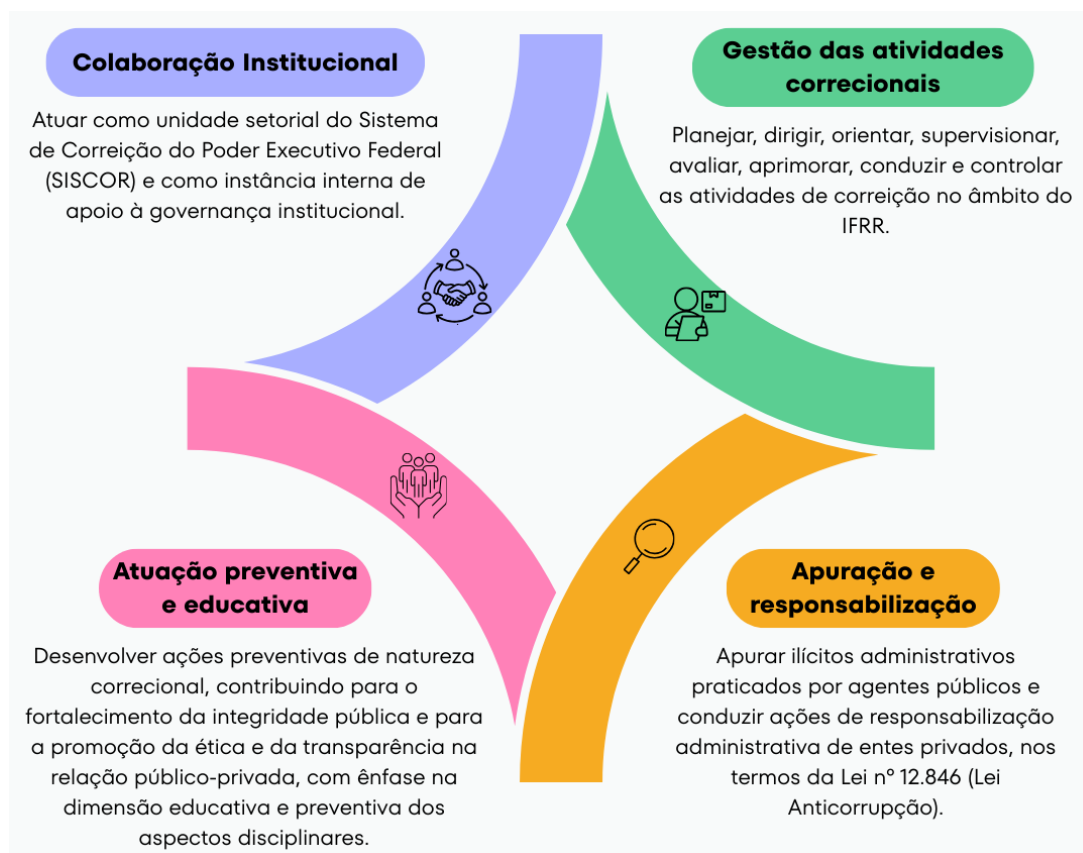 Colaboração Institucional
Atuar como unidade setorial do Sistema
de Correição do Poder Executivo Federal
(SISCOR) e como instância interna de
apoio à governança institucional.
Gestão das atividades
correcionais
Planejar, dirigir, orientar, supervisionar,
avaliar, aprimorar, conduzir e controlar
as atividades de correição no âmbito do
IFRR.
Atuação preventiva
e educativa
Desenvolver ações preventivas de natureza
correcional, contribuindo para o
fortalecimento da integridade pública e para
a promoção da ética e da transparência na
relação público-privada, com ênfase na
dimensão educativa e preventiva dos
aspectos disciplinares.
Apuração e
responsabilização
Apurar ilícitos administrativos
praticados por agentes públicos e
conduzir ações de responsabilização
administrativa de entes privados, nos
termos da Lei nº 12.846 (Lei
Anticorrupção).